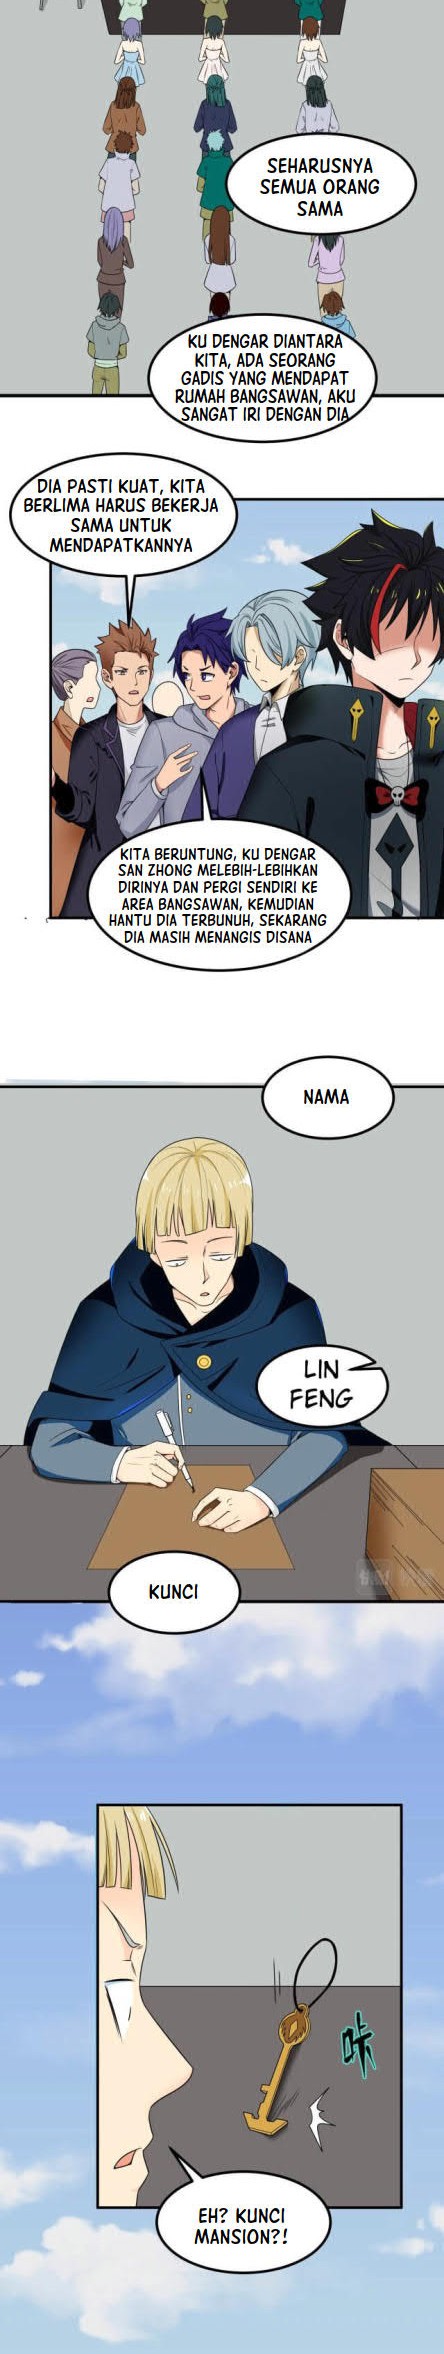 SEHARUSNYA
SEMUA ORANG
SAMA
KU DENGAR DIANTARA
KITA, ADA SEORANG
GADIS YANG MENDAPAT
RUMAH BANGSAWAN, AKU
SANGAT IRI DENGAN DIA
DIA PASTI KUAT, KITA
BERLIMA HARUS BEKERJA
SAMA UNTUK
MENDAPATKANNYA
KITA BERUNTUNG, KU DENGAR
SAN ZHONG MELEBIH-LEBIHKAN
DIRINYA DAN PERGI SENDIRI KE
AREA BANGSAWAN, KEMUDIAN
HANTU DIA TERBUNUH, SEKARANG
DIA MASIH MENANGIS DISANA
NAMA
LIN
FENG
KUNCI
咔
EH? KUNCI
MANSION?!